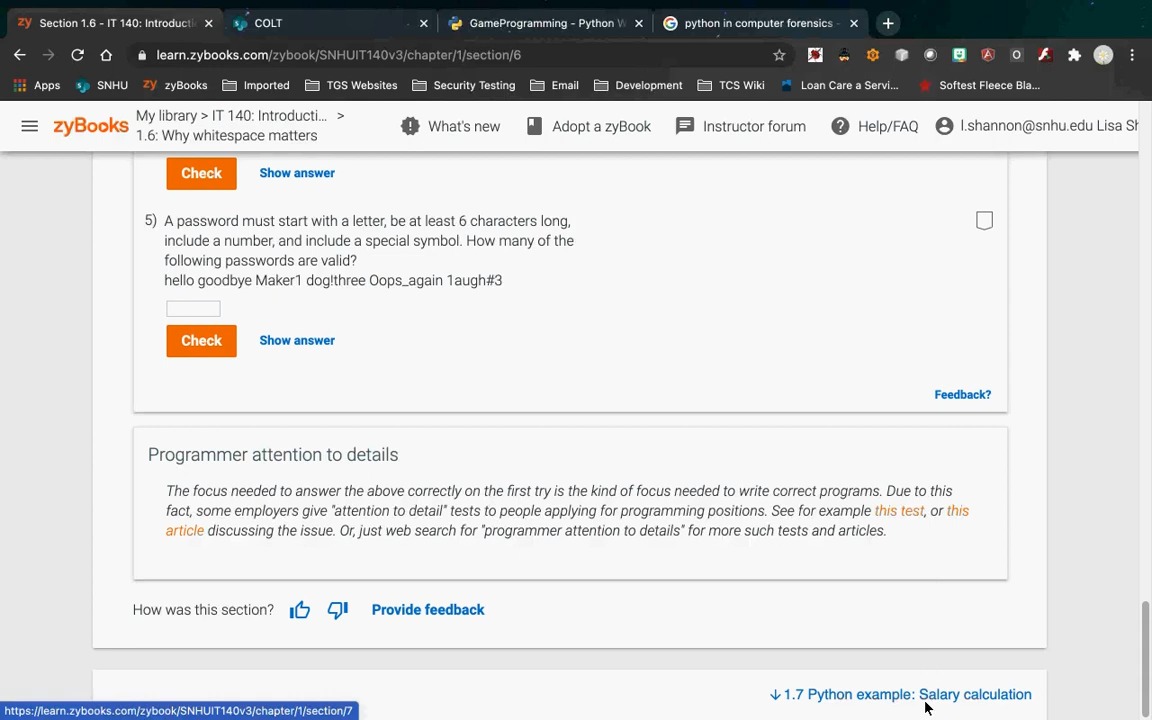 Section 1.6 - IT 140: Introducti
COLT
GameProgramming - Python W
python in computer forensics
learn.zybooks.com/zybook/SNHUIT140v3/chapter/1/section/6
Apps SNHU zyBooks Imported TGS Websites Security Testing Email Development TCS Wiki Loan Care a Servi... Softest Fleece Bla...
zyBooks
My library > IT 140: Introducti... >
1.6: Why whitespace matters
What's new
Adopt a zyBook
Instructor forum
Help/FAQ
l.shannon@snhu.edu Lisa Sh
Check Show answer
5) A password must start with a letter, be at least 6 characters long,
include a number, and include a special symbol. How many of the
following passwords are valid?
hello goodbye Maker1 dog!three Oops_again 1augh#3
Check Show answer
Feedback?
Programmer attention to details
The focus needed to answer the above correctly on the first try is the kind of focus needed to write correct programs. Due to this
fact, some employers give "attention to detail" tests to people applying for programming positions. See for example this test, or this
article discussing the issue. Or, just web search for "programmer attention to details" for more such tests and articles.
How was this section? Provide feedback
↓ 1.7 Python example: Salary calculation
https://learn.zybooks.com/zybook/SNHUIT140v3/chapter/1/section/7